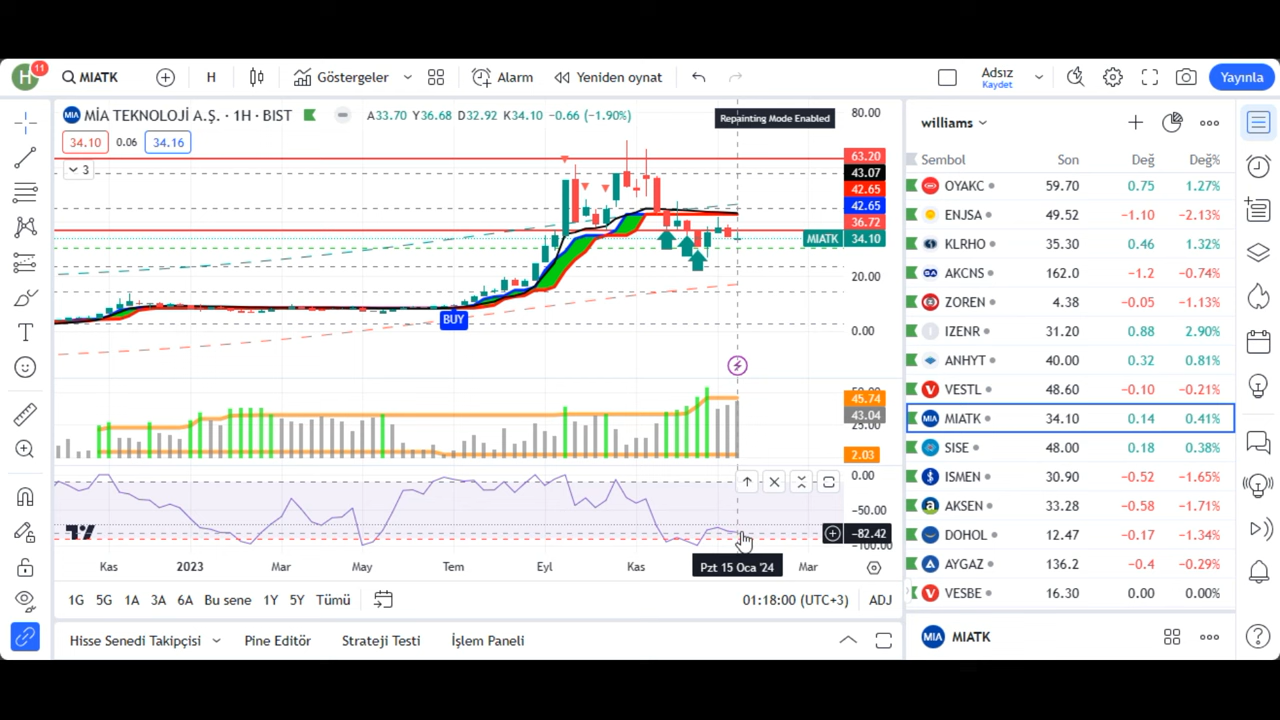 H
11
MIATK
H
Göstergeler
Alarm
Yeniden oynat
Adsız
Kaydet
Yayınla
MIA
MİA TEKNOLOJİ A.Ş. · 1H · BIST
A33.70 Y36.68 D32.92 K34.10 -0.66 (-1.90%)
Repainting Mode Enabled
34.10
0.06
34.16
3
80.00
63.20
43.07
42.65
42.65
36.72
MIATK 34.10
20.00
0.00
BUY
45.74
43.04
25.00
2.03
0.00
-50.00
-82.42
-100.00
Kas 2023 Mar May Tem Eyl Kas Pzt 15 Oca '24 Mar
1G 5G 1A 3A 6A Bu sene 1Y 5Y Tümü
01:18:00 (UTC+3) ADJ
Hisse Senedi Takipçisi Pine Editör Strateji Testi İşlem Paneli
williams
Sembol Son Değ Değ%
OYAKC 59.70 0.75 1.27%
ENJSA 49.52 -1.10 -2.13%
KLRHO 35.30 0.46 1.32%
AKCNS 162.0 -1.2 -0.74%
ZOREN 4.38 -0.05 -1.13%
IZENR 31.20 0.88 2.90%
ANHYT 40.00 0.32 0.81%
VESTL 48.60 -0.10 -0.21%
MIA MIATK 34.10 0.14 0.41%
SISE 48.00 0.18 0.38%
ISMEN 30.90 -0.52 -1.65%
AKSEN 33.28 -0.58 -1.71%
DOHOL 12.47 -0.17 -1.34%
AYGAZ 136.2 -0.4 -0.29%
VESBE 16.30 0.00 0.00%
MIA MIATK